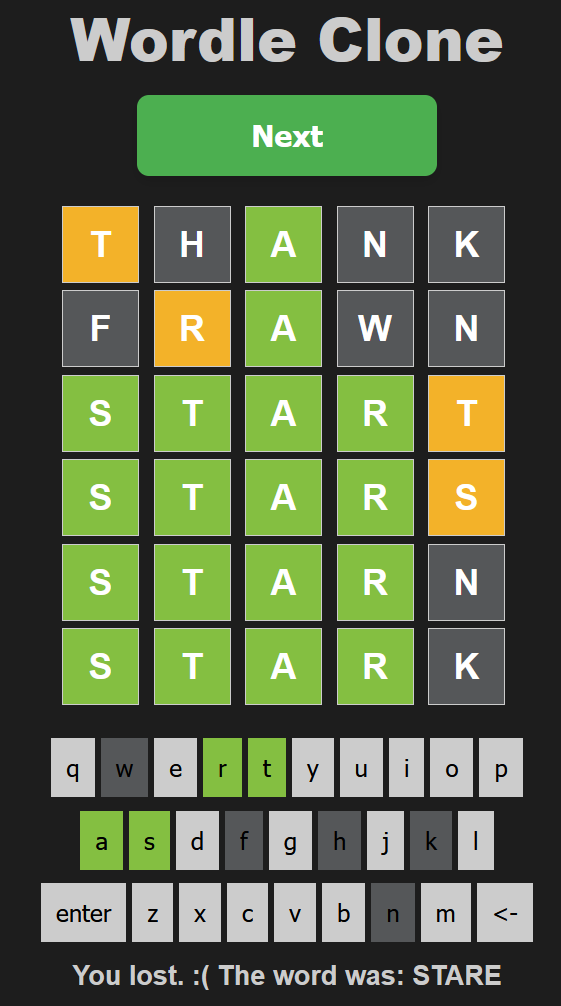 Wordle Clone
Next
T H A N K
F R A W N
S T A R T
S T A R S
S T A R N
S T A R K
q w e r t y u i o p
a s d f g h j k l
enter z x c v b n m <-
You lost. :( The word was: STARE